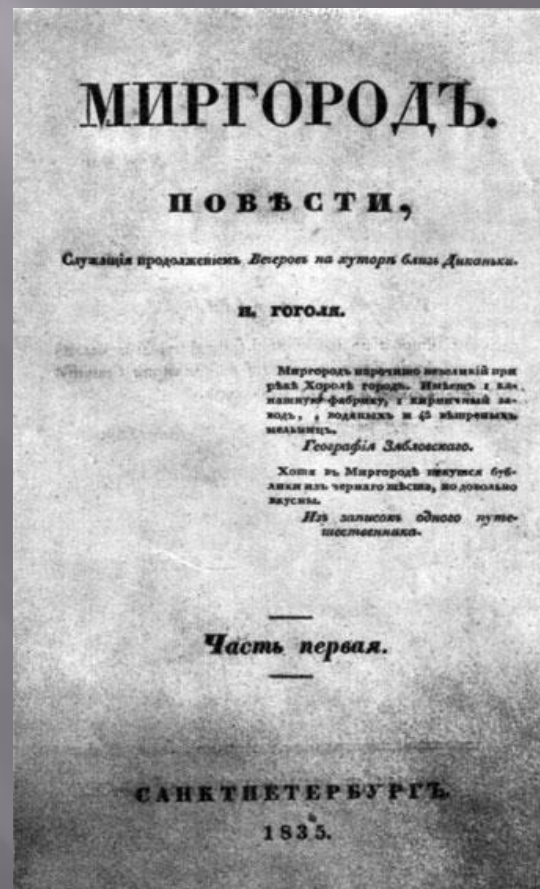 МИРГОРОДЪ.
ПОВѢСТИ,
Служащія продолженіемъ Вечеровъ на хуторѣ близь Диканьки.
Н. ГОГОЛЯ.
Миргородъ нарочито невеликій при
рѣкѣ Хоролѣ городъ. Имѣетъ 1 ка-
натную фабрику, 1 кирпичный за-
водъ, водяныхъ и 45 вѣтреныхъ
мельницъ.
Географія Зябловскаго.
Хотя въ Миргородѣ пекутся буб-
лики изъ чернаго тѣста, но довольно
вкусны.
Изъ записокъ одного путе-
шественника.
Часть первая.
САНКТПЕТЕРБУРГЪ.
1835.